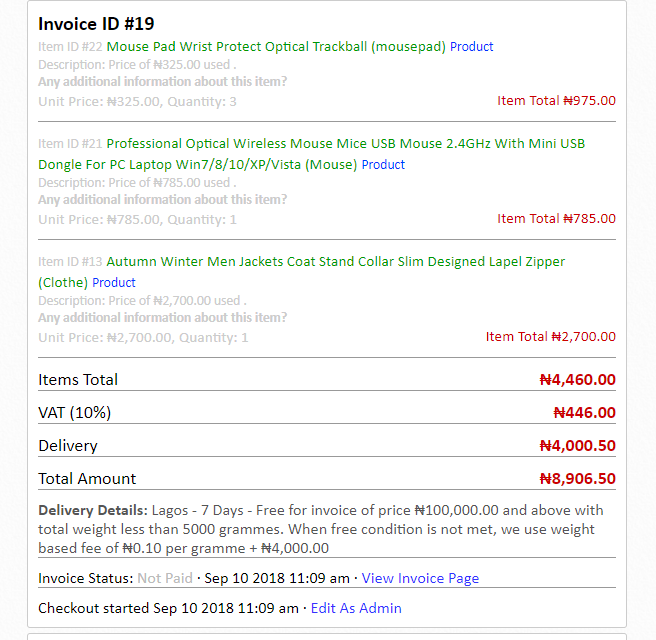 Invoice ID #19
Item ID #22 Mouse Pad Wrist Protect Optical Trackball (mousepad) Product
Description: Price of ₦325.00 used .
Any additional information about this item?
Unit Price: ₦325.00, Quantity: 3 Item Total ₦975.00
Item ID #21 Professional Optical Wireless Mouse Mice USB Mouse 2.4GHz With Mini USB
Dongle For PC Laptop Win7/8/10/XP/Vista (Mouse) Product
Description: Price of ₦785.00 used .
Any additional information about this item?
Unit Price: ₦785.00, Quantity: 1 Item Total ₦785.00
Item ID #13 Autumn Winter Men Jackets Coat Stand Collar Slim Designed Lapel Zipper
(Clothe) Product
Description: Price of ₦2,700.00 used .
Any additional information about this item?
Unit Price: ₦2,700.00, Quantity: 1 Item Total ₦2,700.00
Items Total ₦4,460.00
VAT (10%) ₦446.00
Delivery ₦4,000.50
Total Amount ₦8,906.50
Delivery Details: Lagos - 7 Days - Free for invoice of price ₦100,000.00 and above with
total weight less than 5000 grammes. When free condition is not met, we use weight
based fee of ₦0.10 per gramme + ₦4,000.00
Invoice Status: Not Paid · Sep 10 2018 11:09 am · View Invoice Page
Checkout started Sep 10 2018 11:09 am · Edit As Admin